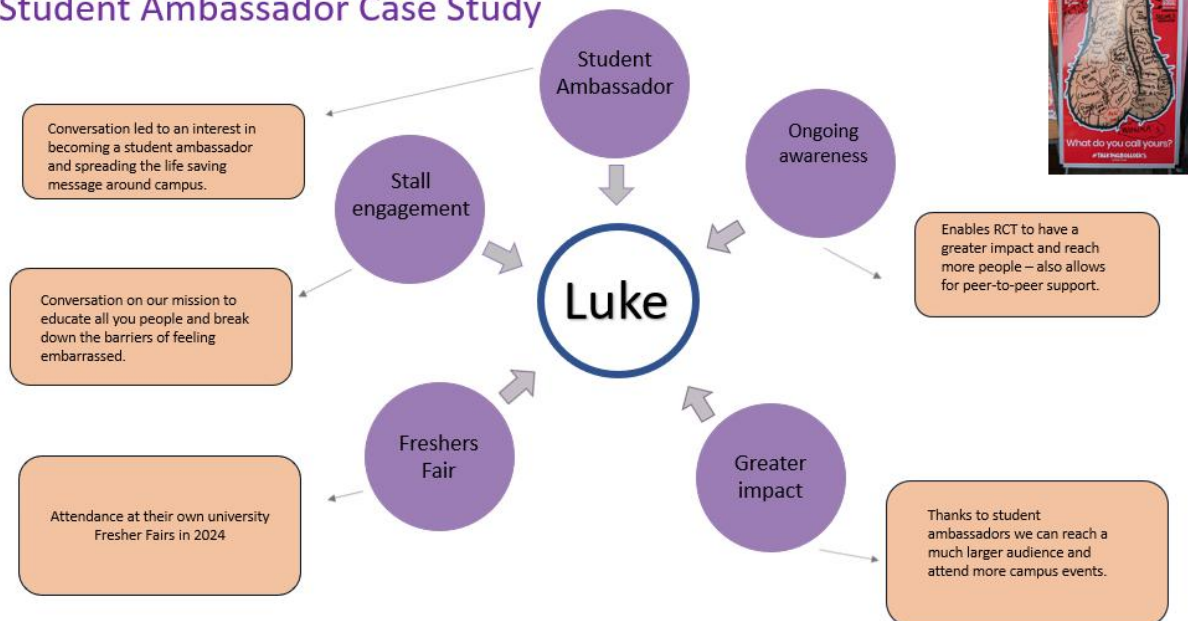 Student Ambassador Case Study
Student
Ambassador
Conversation led to an interest in
becoming a student ambassador
and spreading the life saving
message around campus.
Stall
engagement
Conversation on our mission to
educate all you people and break
down the barriers of feeling
embarrassed.
Freshers
Fair
Attendance at their own university
Fresher Fairs in 2024
Luke
Ongoing
awareness
Enables RCT to have a
greater impact and reach
more people – also allows
for peer-to-peer support.
Greater
impact
Thanks to student
ambassadors we can reach a
much larger audience and
attend more campus events.
What do you call yours?